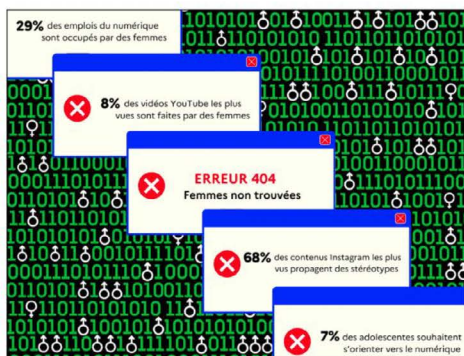 29% des emplois du numérique
sont occupés par des femmes
8% des vidéos YouTube les plus
vues sont faites par des femmes
ERREUR 404
Femmes non trouvées
68% des contenus Instagram les plus
vus propagent des stéréotypes
7% des adolescentes souhaitent
s'orienter vers le numérique